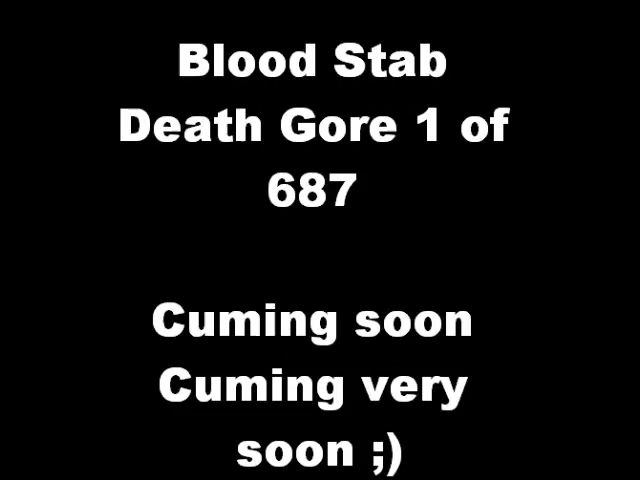 Blood Stab
Death Gore 1 of
687
Cuming soon
Cuming very
soon ;)